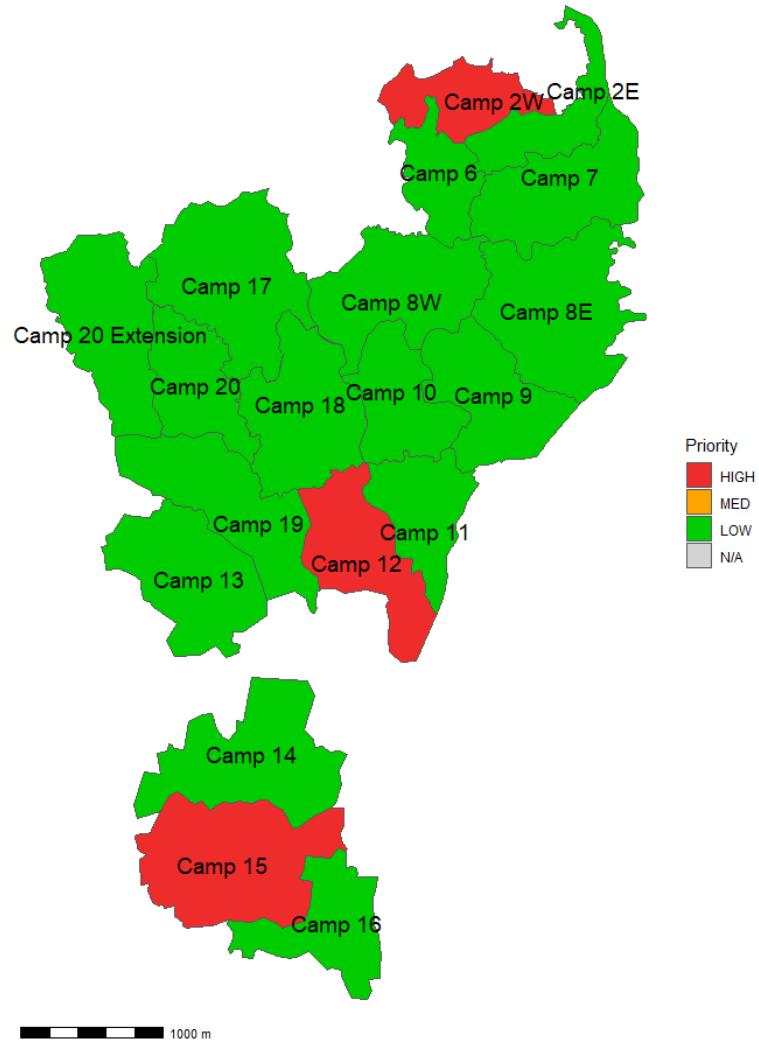 Camp 2E
Camp 2W
Camp 6
Camp 7
Camp 17
Camp 8W
Camp 8E
Camp 20 Extension
Camp 20
Camp 18
Camp 10
Camp 9
Camp 19
Camp 11
Camp 12
Camp 13
Priority
HIGH
MED
LOW
N/A
Camp 14
Camp 15
Camp 16
1000 m